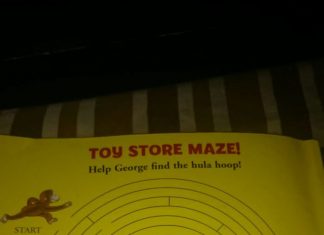 TOY STORE MAZE!
Help George find the hula hoop!
START